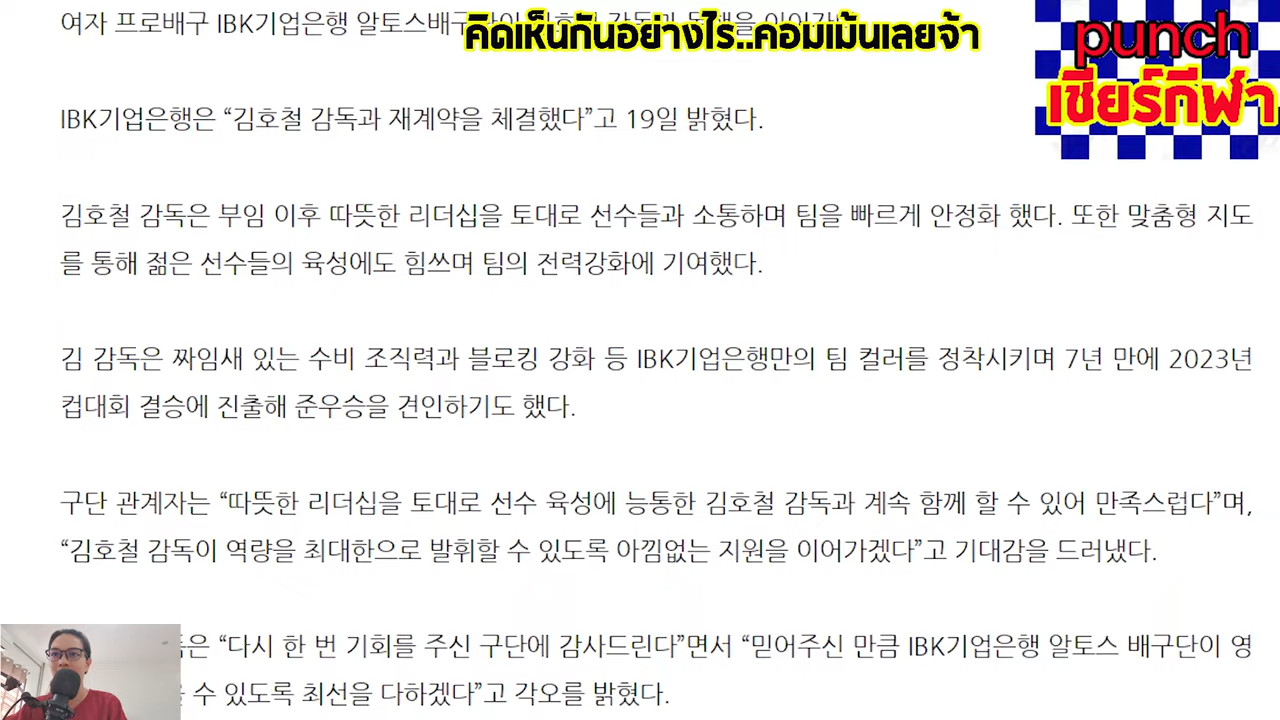 여자 프로배구 IBK기업은행 알토스배구
คิดเห็นกันอย่างไร..คอมเม้นเลยจ้า
punch
เชียร์กีฬา
IBK기업은행은 “김호철 감독과 재계약을 체결했다”고 19일 밝혔다.
김호철 감독은 부임 이후 따뜻한 리더십을 토대로 선수들과 소통하며 팀을 빠르게 안정화 했다. 또한 맞춤형 지도
를 통해 젊은 선수들의 육성에도 힘쓰며 팀의 전력강화에 기여했다.
김 감독은 짜임새 있는 수비 조직력과 블로킹 강화 등 IBK기업은행만의 팀 컬러를 정착시키며 7년 만에 2023년
컵대회 결승에 진출해 준우승을 견인하기도 했다.
구단 관계자는 “따뜻한 리더십을 토대로 선수 육성에 능통한 김호철 감독과 계속 함께 할 수 있어 만족스럽다”며,
“김호철 감독이 역량을 최대한으로 발휘할 수 있도록 아낌없는 지원을 이어가겠다”고 기대감을 드러냈다.
은 “다시 한 번 기회를 주신 구단에 감사드린다”면서 “믿어주신 만큼 IBK기업은행 알토스 배구단이 영
수 있도록 최선을 다하겠다”고 각오를 밝혔다.